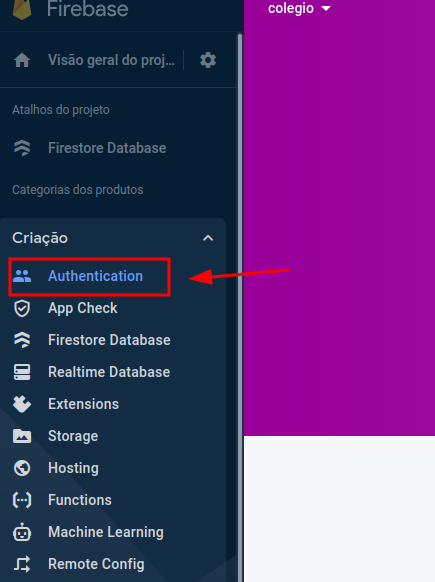 Firebase
colegio
Visão geral do proj...
Atalhos do projeto
Firestore Database
Categorias dos produtos
Criação
Authentication
App Check
Firestore Database
Realtime Database
Extensions
Storage
Hosting
Functions
Machine Learning
Remote Config